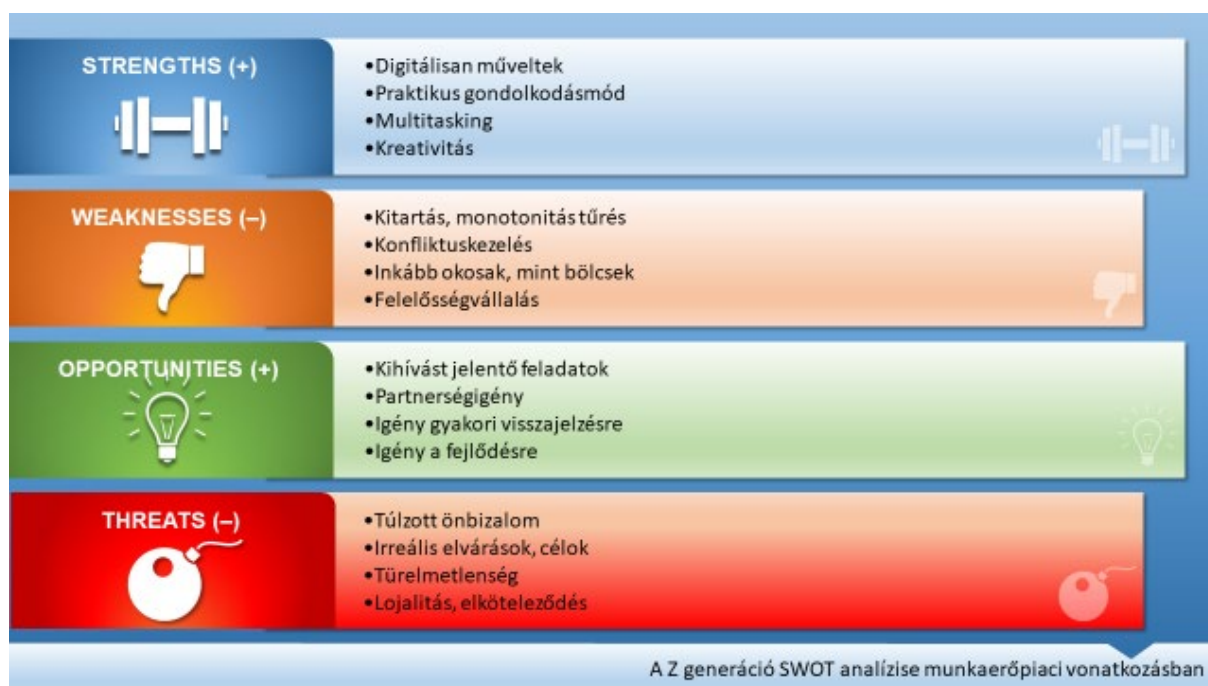 STRENGTHS (+)
•Digitálisan műveltek
•Praktikus gondolkodásmód
•Multitasking
•Kreativitás
WEAKNESSES (–)
•Kitartás, monotonitás tűrés
•Konfliktuskezelés
•Inkább okosak, mint bölcsek
•Felelősségvállalás
OPPORTUNITIES (+)
•Kihívást jelentő feladatok
•Partnerségigény
•Igény gyakori visszajelzésre
•Igény a fejlődésre
THREATS (–)
•Túlzott önbizalom
•Irreális elvárások, célok
•Türelmetlenség
•Lojalitás, elköteleződés
A Z generáció SWOT analízise munkaerőpiaci vonatkozásban